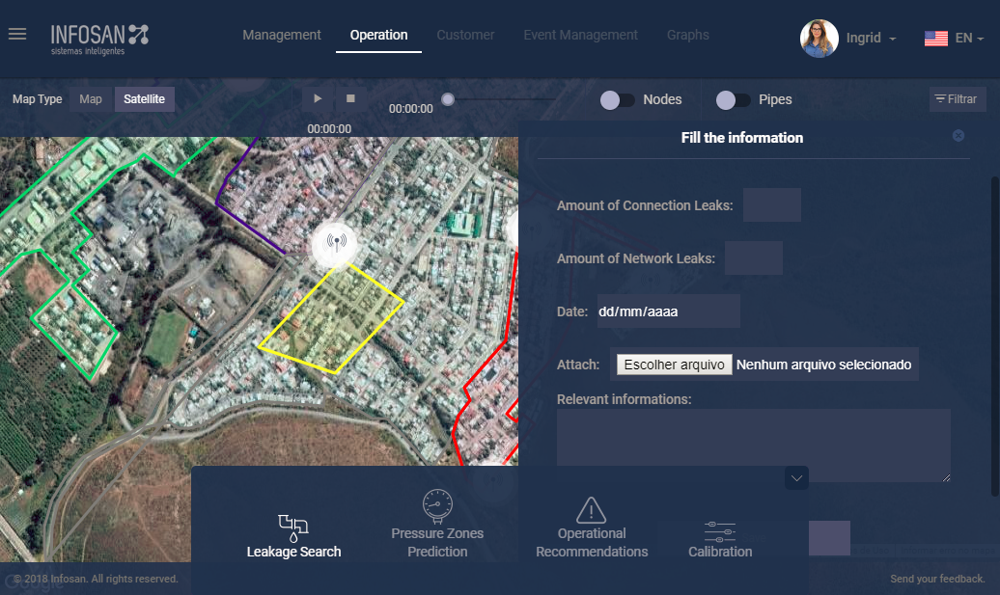 INFOSAN
sistemas inteligentes
Management
Operation
Customer
Event Management
Graphs
Ingrid
EN
Map Type
Map
Satellite
00:00:00
00:00:00
Nodes
Pipes
Filtrar
Fill the information
Amount of Connection Leaks:
Amount of Network Leaks:
Date:
dd/mm/aaaa
Attach:
Escolher arquivo
Nenhum arquivo selecionado
Relevant informations:
Leakage Search
Pressure Zones
Prediction
Operational
Recommendations
Calibration
Google
© 2018 Infosan. All rights reserved.
Send your feedback.